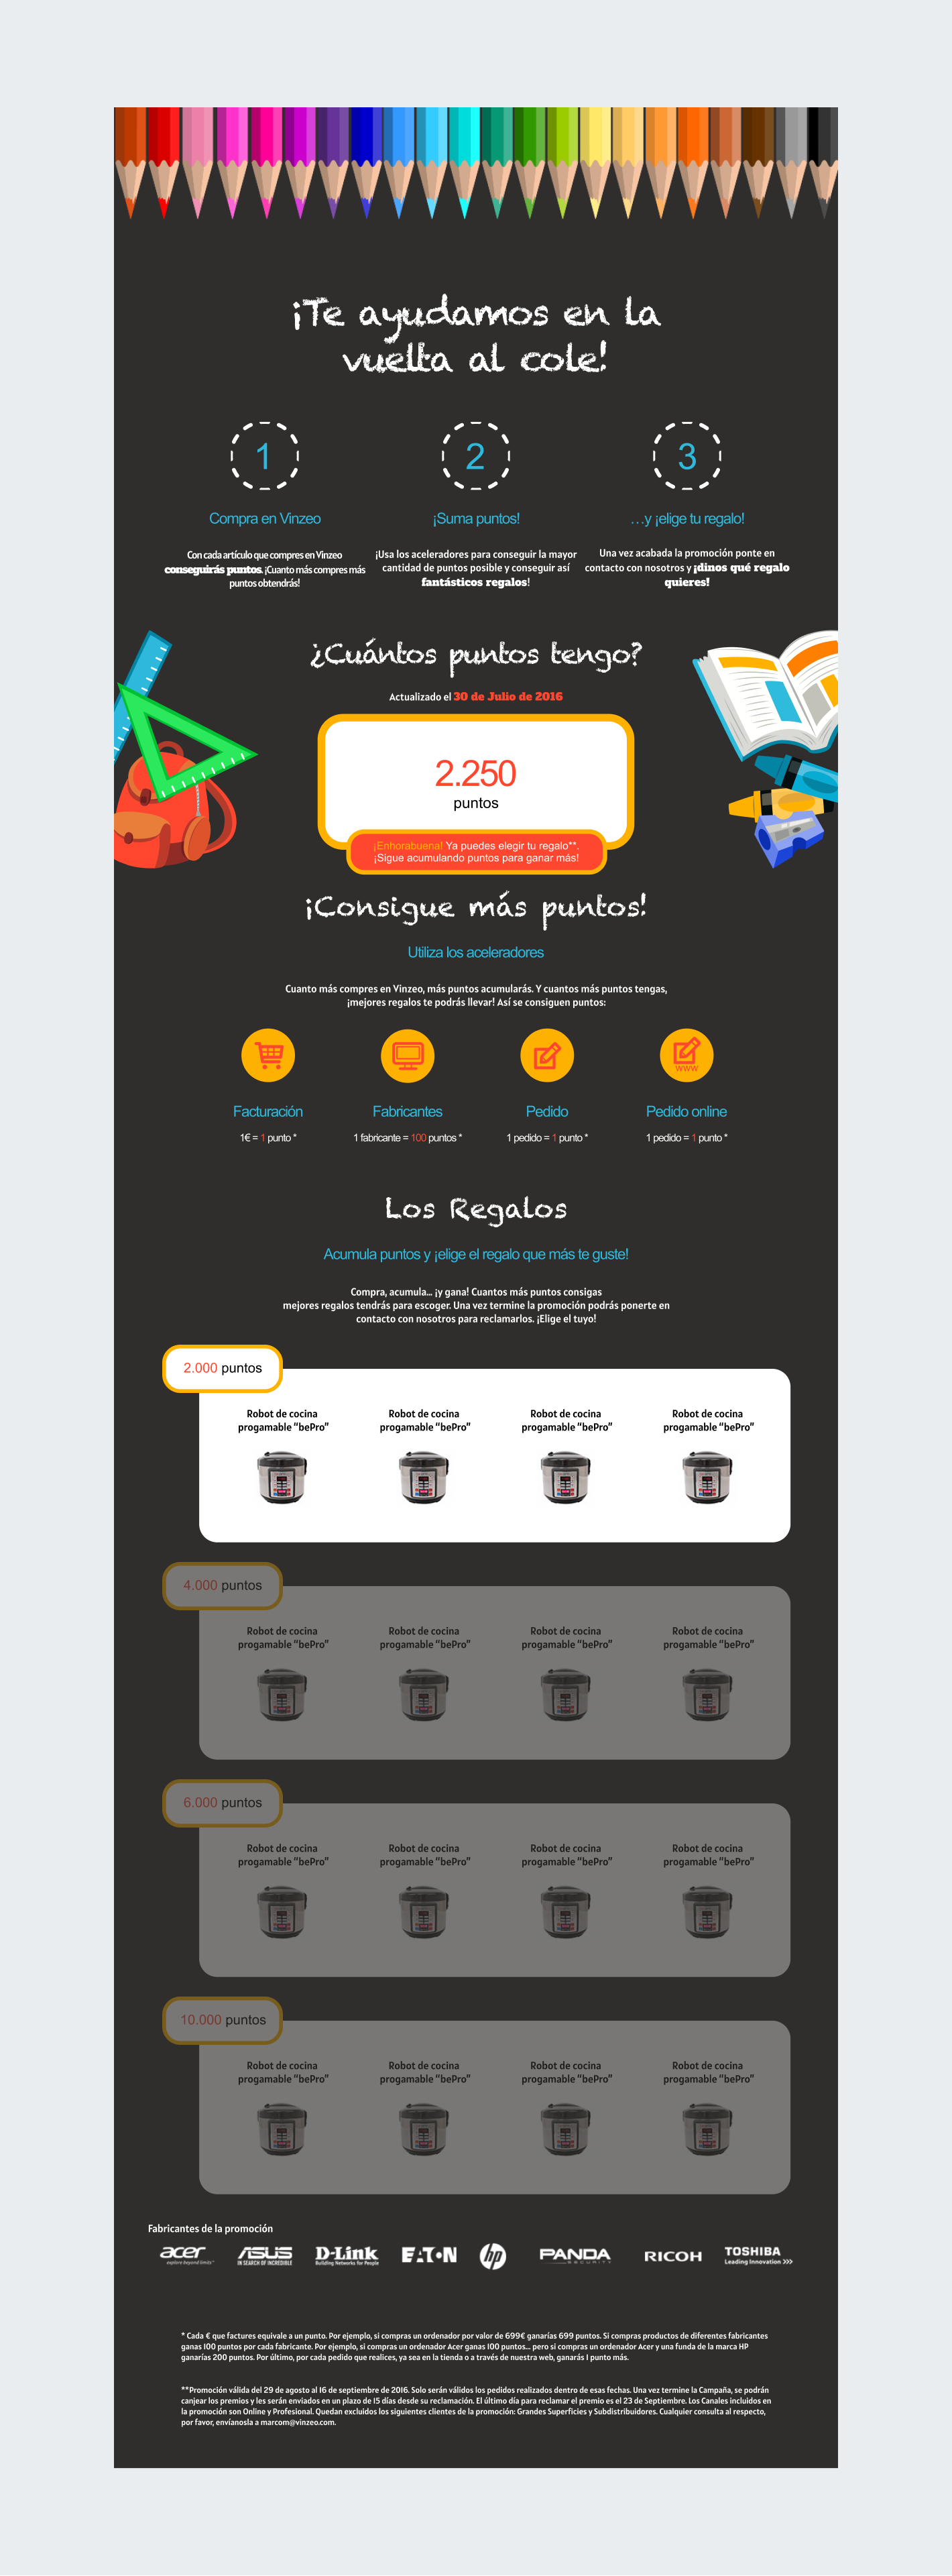 ¡Te ayudamos en la
vuelta al cole!
1
2
3
Compra en Vinzeo
¡Suma puntos!
...y ¡elige tu regalo!
Con cada artículo que compres en Vinzeo
conseguirás puntos. ¡Cuanto más compres más
puntos obtendrás!
¡Usa los aceleradores para conseguir la mayor
cantidad de puntos posible y conseguir así
fantásticos regalos!
Una vez acabada la promoción ponte en
contacto con nosotros y ¡dinos qué regalo
quieres!
¿Cuántos puntos tengo?
Actualizado el 30 de Julio de 2016
2.250
puntos
¡Enhorabuena! Ya puedes elegir tu regalo**.
¡Sigue acumulando puntos para ganar más!
¡Consigue más puntos!
Utiliza los aceleradores
Cuanto más compres en Vinzeo, más puntos acumularás. Y cuantos más puntos tengas,
¡mejores regalos te podrás llevar! Así se consiguen puntos:
www
Facturación
Fabricantes
Pedido
Pedido online
1€ = 1 punto *
1 fabricante = 100 puntos *
1 pedido = 1 punto *
1 pedido = 1 punto *
Los Regalos
Acumula puntos y ¡elige el regalo que más te guste!
Compra, acumula... ¡y gana! Cuantos más puntos consigas
mejores regalos tendrás para escoger. Una vez termine la promoción podrás ponerte en
contacto con nosotros para reclamarlos. ¡Elige el tuyo!
2.000 puntos
Robot de cocina
progamable "bePro"
Robot de cocina
progamable "bePro"
Robot de cocina
progamable "bePro"
Robot de cocina
progamable "bePro"
4.000 puntos
Robot de cocina
progamable "bePro"
Robot de cocina
progamable "bePro"
Robot de cocina
progamable "bePro"
Robot de cocina
progamable "bePro"
6.000 puntos
Robot de cocina
progamable "bePro"
Robot de cocina
progamable "bePro"
Robot de cocina
progamable "bePro"
Robot de cocina
progamable "bePro"
10.000 puntos
Robot de cocina
progamable "bePro"
Robot de cocina
progamable "bePro"
Robot de cocina
progamable "bePro"
Robot de cocina
progamable "bePro"
Fabricantes de la promoción
acer
explore beyond limits™
ASUS
IN SEARCH OF INCREDIBLE
D-Link
Building Networks for People
EATON
hp
PANDA
SECURITY
RICOH
TOSHIBA
Leading Innovation >>>
* Cada € que factures equivale a un punto. Por ejemplo, si compras un ordenador por valor de 699€ ganarías 699 puntos. Si compras productos de diferentes fabricantes
ganas 100 puntos por cada fabricante. Por ejemplo, si compras un ordenador Acer ganas 100 puntos... pero si compras un ordenador Acer y una funda de la marca HP
ganarías 200 puntos. Por último, por cada pedido que realices, ya sea en la tienda o a través de nuestra web, ganarás 1 punto más.
**Promoción válida del 29 de agosto al 16 de septiembre de 2016. Solo serán válidos los pedidos realizados dentro de esas fechas. Una vez termine la Campaña, se podrán
canjear los premios y les serán enviados en un plazo de 15 días desde su reclamación. El último día para reclamar el premio es el 23 de Septiembre. Los Canales incluidos en
la promoción son Online y Profesional. Quedan excluidos los siguientes clientes de la promoción: Grandes Superficies y Subdistribuidores. Cualquier consulta al respecto,
por favor, envíanosla a marcom@vinzeo.com.